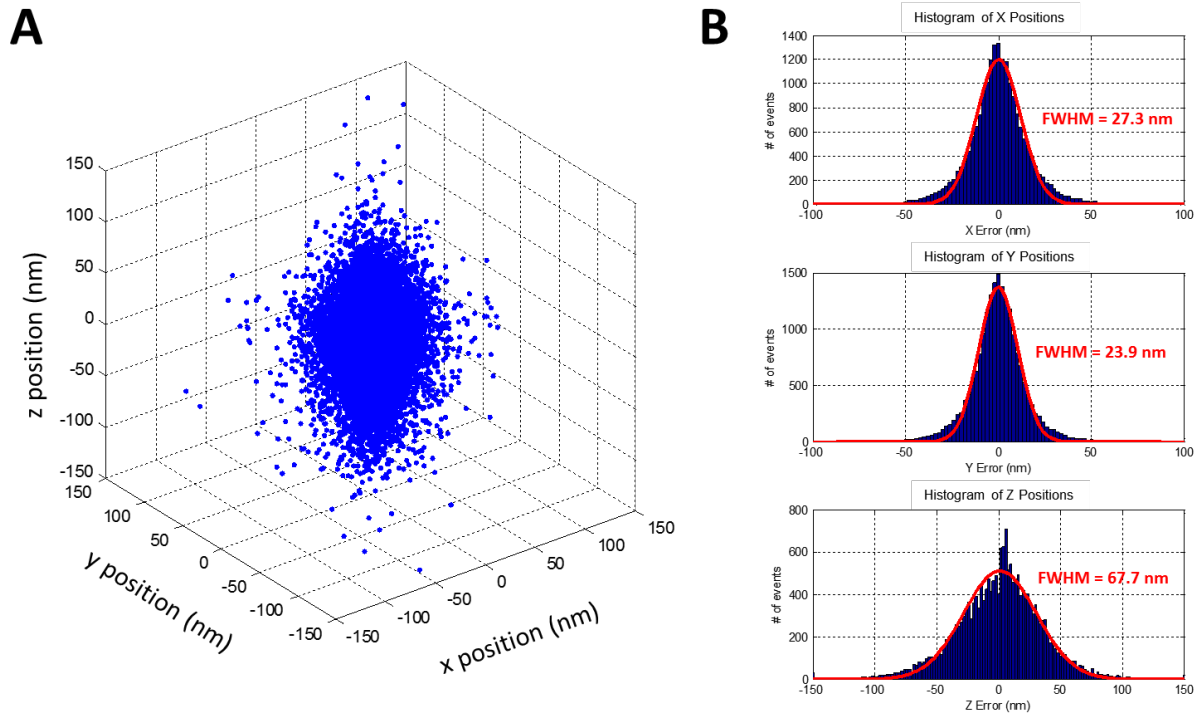 A
150
100
50
0
-50
-100
-150
z position (nm)
150
100
50
0
-50
-100
-150
y position (nm)
-150
-100
-50
0
50
100
150
x position (nm)
B
Histogram of X Positions
1400
1200
1000
800
600
400
200
0
# of events
FWHM = 27.3 nm
-100 -50 0 50 100
X Error (nm)
Histogram of Y Positions
1500
1000
500
0
# of events
FWHM = 23.9 nm
-100 -50 0 50 100
Y Error (nm)
Histogram of Z Positions
800
600
400
200
0
# of events
FWHM = 67.7 nm
-150 -100 -50 0 50 100 150
Z Error (nm)